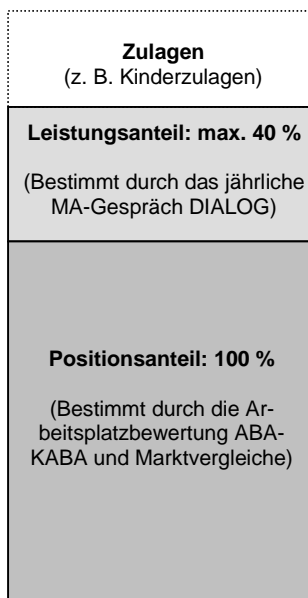 Zulagen
(z. B. Kinderzulagen)
Leistungsanteil: max. 40 %
(Bestimmt durch das jährliche
MA-Gespräch DIALOG)
Positionsanteil: 100 %
(Bestimmt durch die Ar-
beitsplatzbewertung ABA-
KABA und Marktvergleiche)